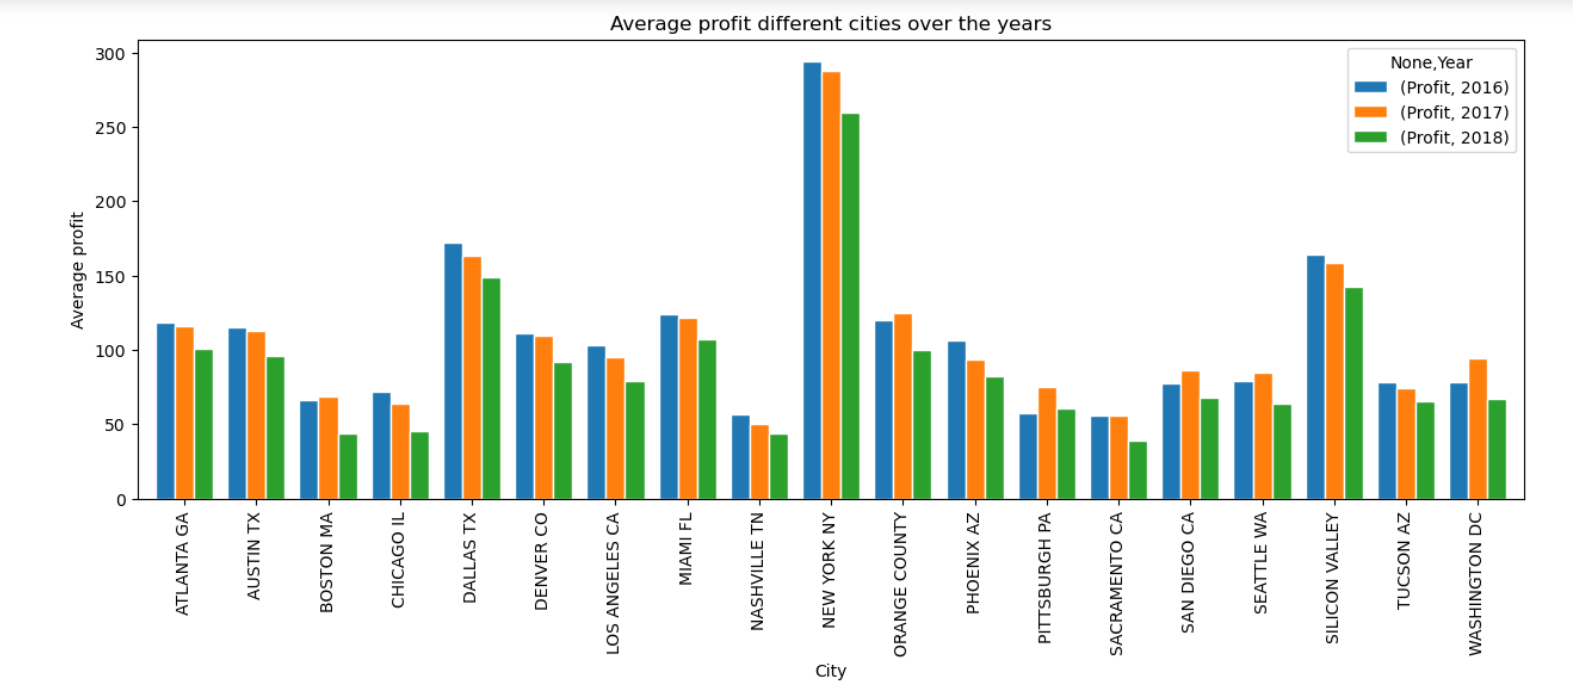 Average profit different cities over the years
None,Year
(Profit, 2016)
(Profit, 2017)
(Profit, 2018)
Average profit
300
250
200
150
100
50
0
ATLANTA GA
AUSTIN TX
BOSTON MA
CHICAGO IL
DALLAS TX
DENVER CO
LOS ANGELES CA
MIAMI FL
NASHVILLE TN
NEW YORK NY
ORANGE COUNTY
PHOENIX AZ
PITTSBURGH PA
SACRAMENTO CA
SAN DIEGO CA
SEATTLE WA
SILICON VALLEY
TUCSON AZ
WASHINGTON DC
City